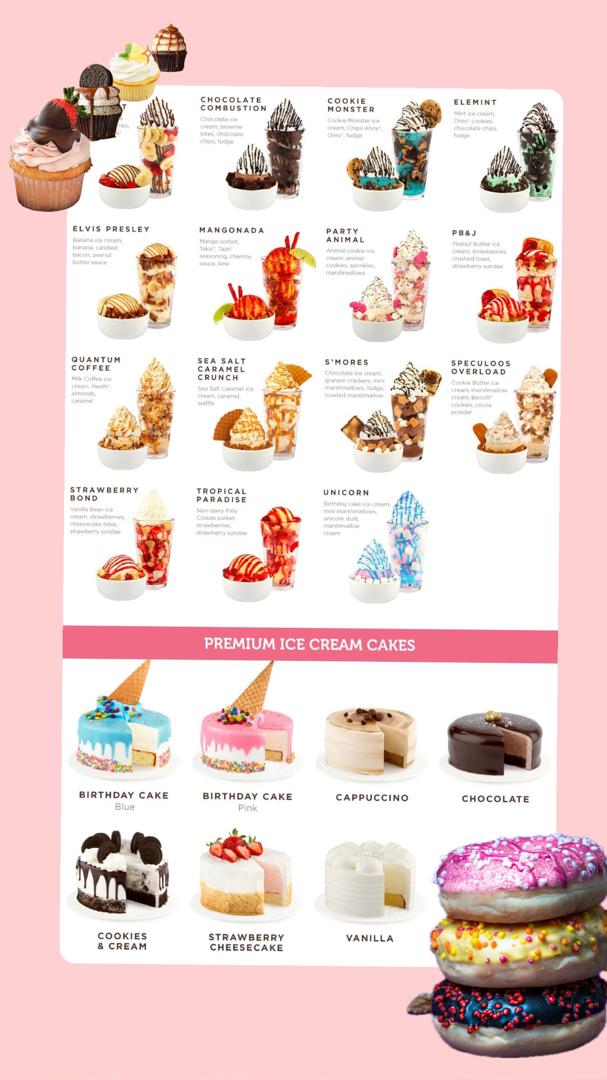 CHOCOLATE
COMBUSTION
Chocolate ice
cream, brownie
bites, chocolate
chips, fudge
COOKIE
MONSTER
Cookie Monster ice
cream, Chips Ahoy®,
Oreo®, fudge
ELEMINT
Mint ice cream,
Oreo® cookies,
chocolate chips,
fudge
ELVIS PRESLEY
Banana ice cream,
banana, candied
bacon, peanut
butter sauce
MANGONADA
Mango sorbet,
Takis®, Tajin®
seasoning, chamoy
sauce, lime
PARTY
ANIMAL
Animal cookie ice
cream, animal
cookies, sprinkles,
marshmallows
PB&J
Peanut Butter ice
cream, strawberries,
crushed toast,
strawberry sundae
QUANTUM
COFFEE
Milk Coffee ice
cream, Heath®,
almonds,
caramel
SEA SALT
CARAMEL
CRUNCH
Sea Salt Caramel ice
cream, caramel,
waffle
S'MORES
Chocolate ice cream,
graham crackers, mini
marshmallows, fudge,
toasted marshmallow
SPECULOOS
OVERLOAD
Cookie Butter ice
cream, marshmallow
cream, Biscoff®
cookies, cocoa
powder
STRAWBERRY
BOND
Vanilla Bean ice
cream, strawberries,
cheesecake bites,
strawberry sundae
TROPICAL
PARADISE
Non-dairy Piña
Colada sorbet,
strawberries,
strawberry sundae
UNICORN
Birthday cake ice cream,
mini marshmallows,
unicorn dust,
marshmallow
cream
PREMIUM ICE CREAM CAKES
BIRTHDAY CAKE
Blue
BIRTHDAY CAKE
Pink
CAPPUCCINO
CHOCOLATE
COOKIES
& CREAM
STRAWBERRY
CHEESECAKE
VANILLA